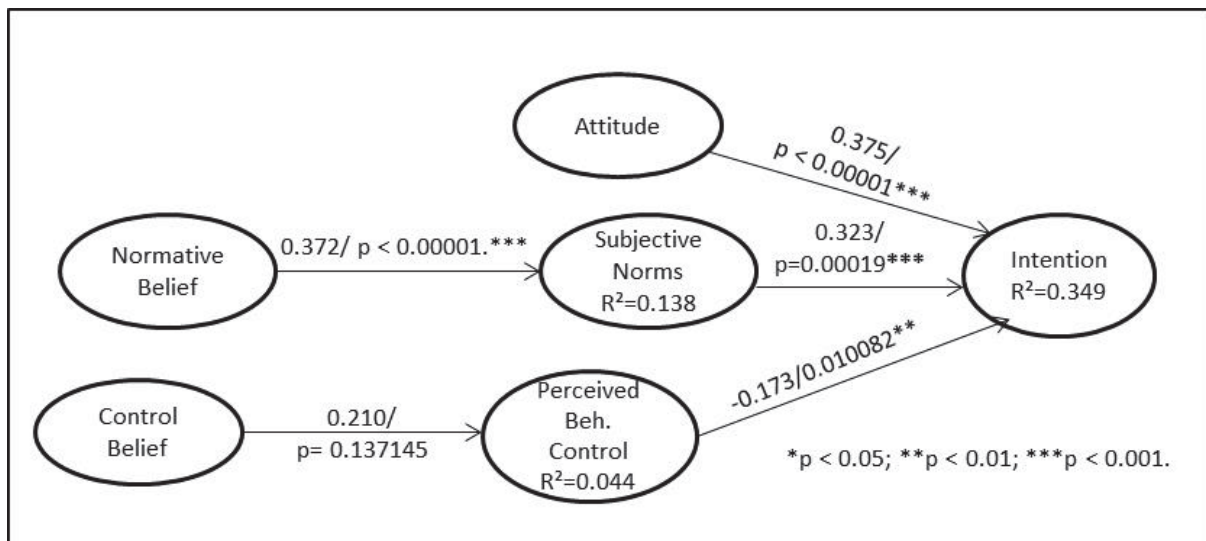 Attitude
0.375/
p < 0.00001***
Normative
Belief
0.372/ p < 0.00001.***
Subjective
Norms
R²=0.138
0.323/
p=0.00019***
Intention
R²=0.349
Control
Belief
0.210/
p= 0.137145
Perceived
Beh.
Control
R²=0.044
-0.173/0.010082**
*p < 0.05; **p < 0.01; ***p < 0.001.